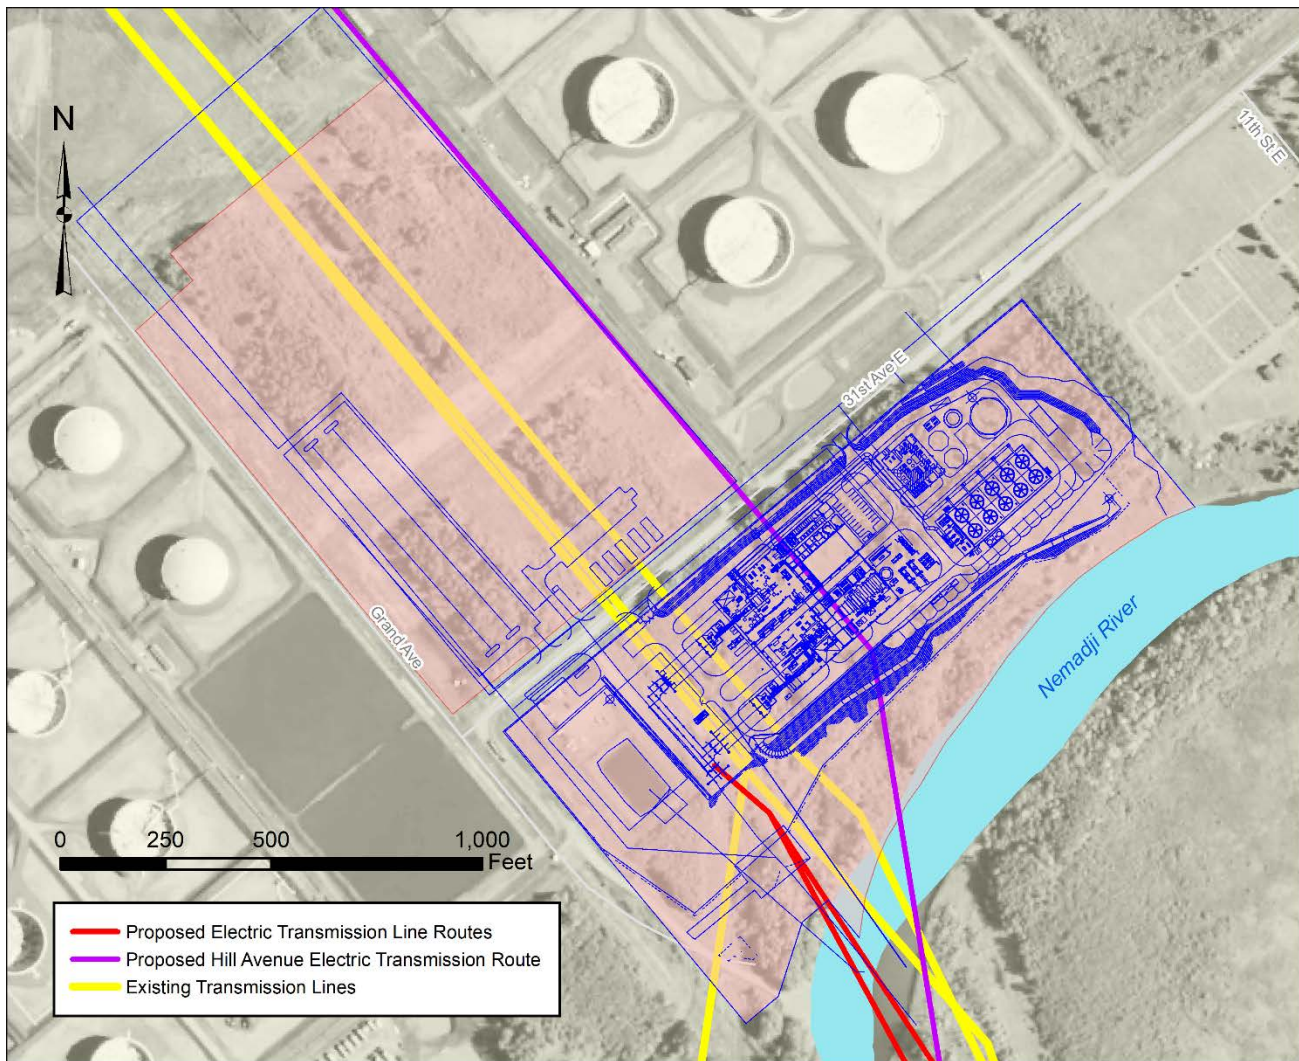 N
11th St E
31st Ave E
Grand Ave
Nemadji River
0 250 500 1,000
Feet
Proposed Electric Transmission Line Routes
Proposed Hill Avenue Electric Transmission Route
Existing Transmission Lines